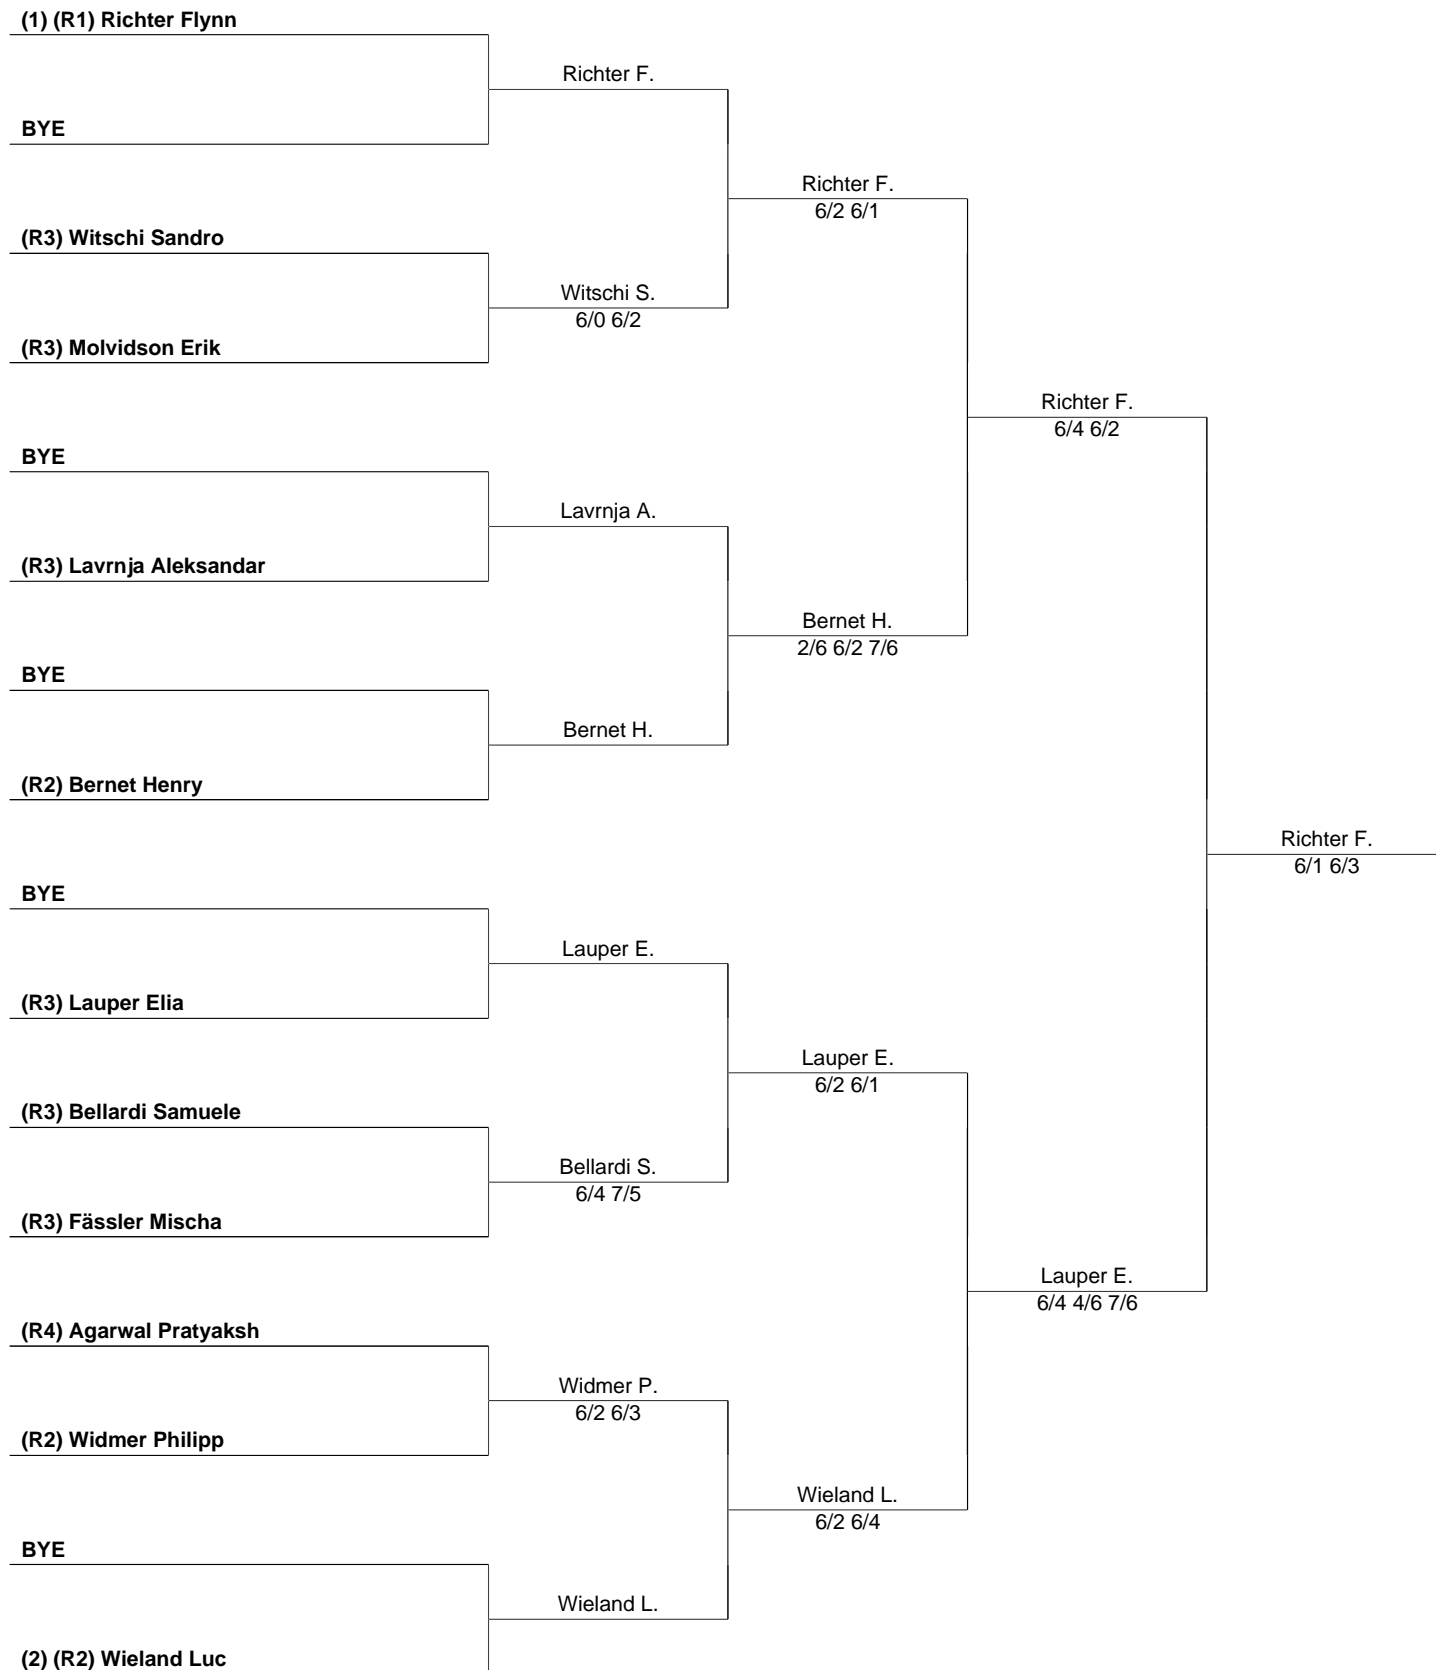 (1) (R1) Richter Flynn
Richter F.
BYE
Richter F.
6/2 6/1
(R3) Witschi Sandro
Witschi S.
6/0 6/2
(R3) Molvidson Erik
Richter F.
6/4 6/2
BYE
Lavrnja A.
(R3) Lavrnja Aleksandar
Bernet H.
2/6 6/2 7/6
BYE
Bernet H.
(R2) Bernet Henry
Richter F.
6/1 6/3
BYE
Lauper E.
(R3) Lauper Elia
Lauper E.
6/2 6/1
(R3) Bellardi Samuele
Bellardi S.
6/4 7/5
(R3) Fässler Mischa
Lauper E.
6/4 4/6 7/6
(R4) Agarwal Pratyaksh
Widmer P.
6/2 6/3
(R2) Widmer Philipp
Wieland L.
6/2 6/4
BYE
Wieland L.
(2) (R2) Wieland Luc